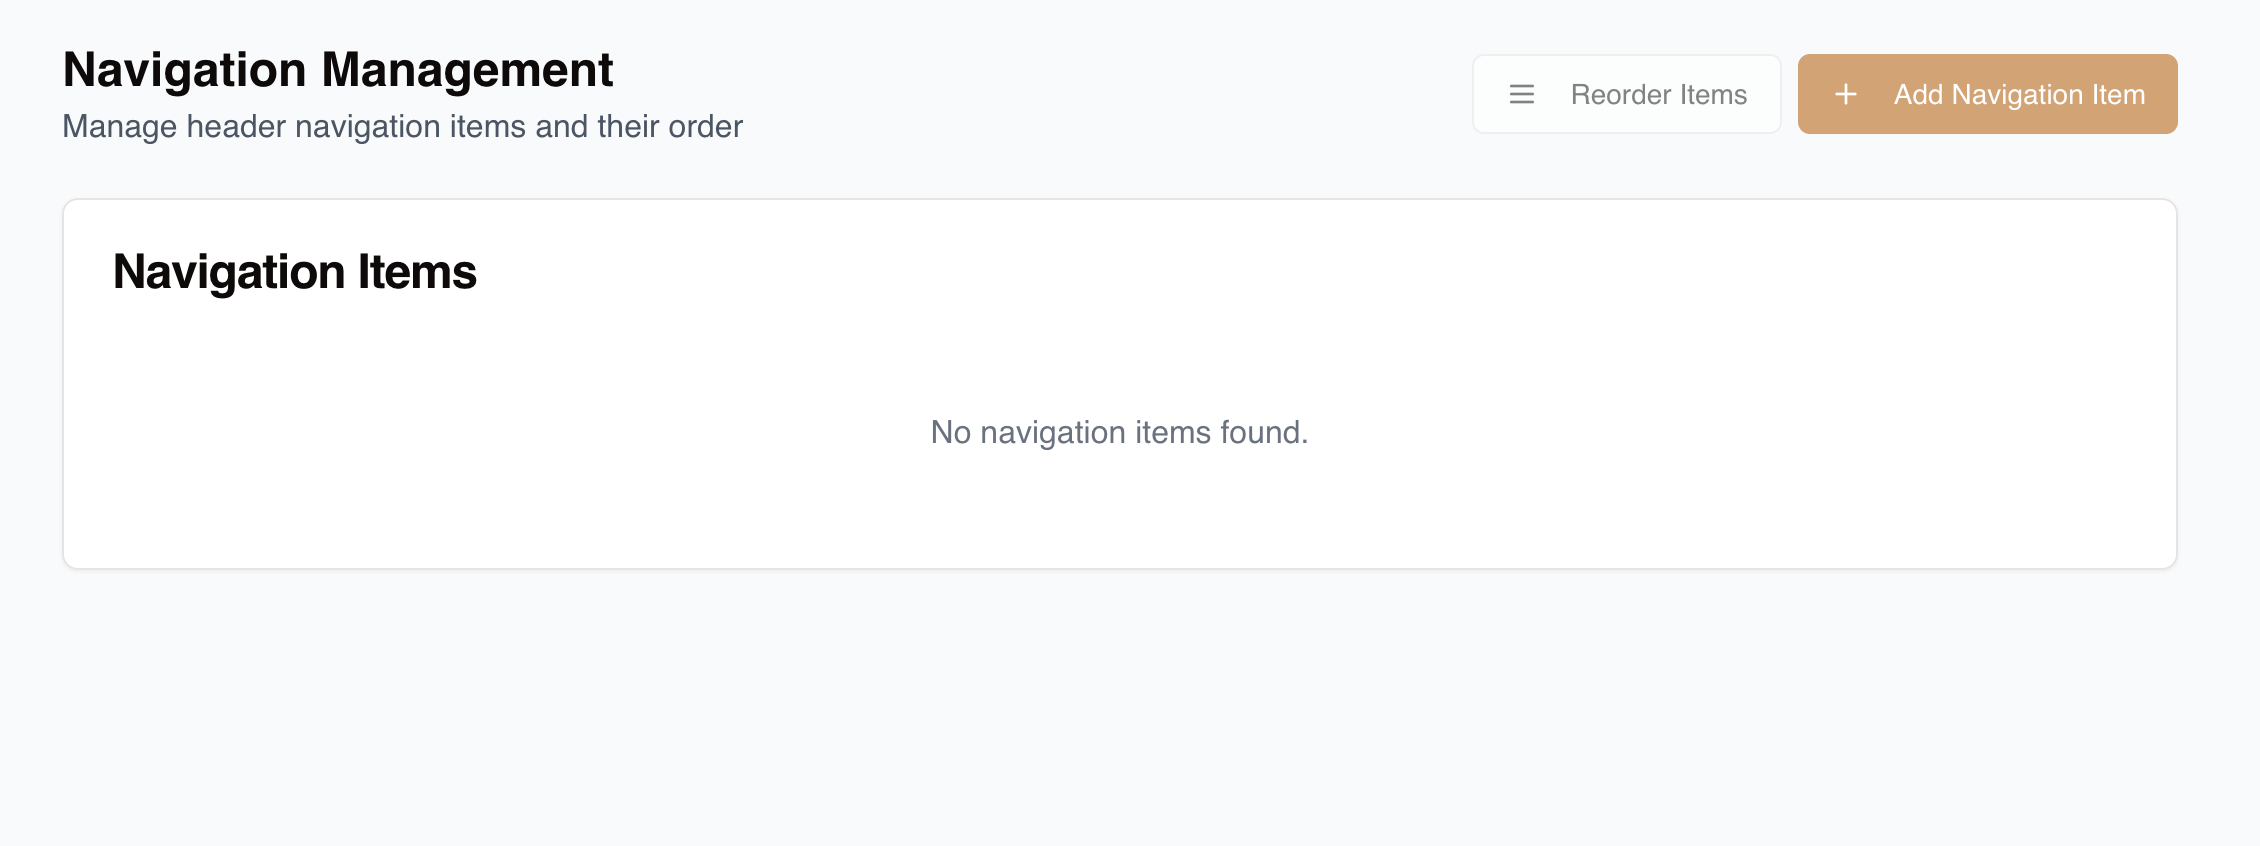 Navigation Management
Manage header navigation items and their order
Reorder Items
Add Navigation Item
Navigation Items
No navigation items found.